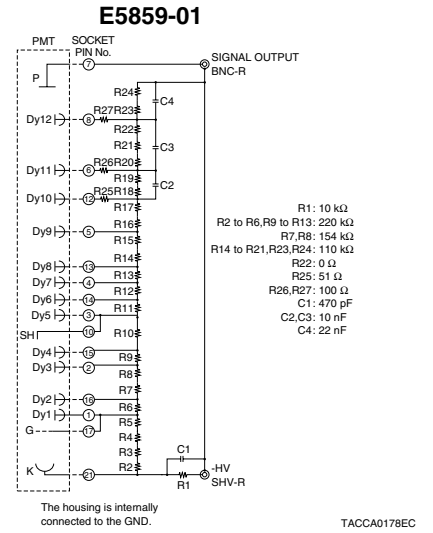 E5859-01
PMT
SOCKET
PIN No.
SIGNAL OUTPUT
BNC-R
P
7
R24
C4
R27
R23
Dy12
8
R22
R21
C3
R26
R20
Dy11
6
R19
C2
R25
R18
Dy10
12
R17
R16
Dy9
5
R15
R14
Dy8
13
R13
Dy7
4
R12
Dy6
14
R11
Dy5
3
SH
10
R10
Dy4
15
R9
Dy3
2
R8
R7
Dy2
16
R6
Dy1
1
R5
G
17
R4
R3
C1
R2
K
21
R1
-HV
SHV-R
R1: 10 kΩ
R2 to R6,R9 to R13: 220 kΩ
R7,R8: 154 kΩ
R14 to R21,R23,R24: 110 kΩ
R22: 0 Ω
R25: 51 Ω
R26,R27: 100 Ω
C1: 470 pF
C2,C3: 10 nF
C4: 22 nF
The housing is internally
connected to the GND.
TACCA0178EC